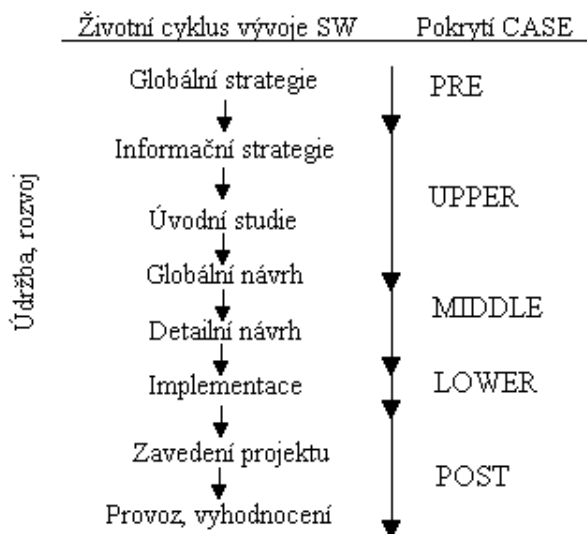 Životní cyklus vývoje SW
Pokrytí CASE
Globální strategie
PRE
Informační strategie
UPPER
Úvodní studie
Globální návrh
MIDDLE
Detailní návrh
LOWER
Implementace
Zavedení projektu
POST
Provoz, vyhodnocení
Údržba, rozvoj